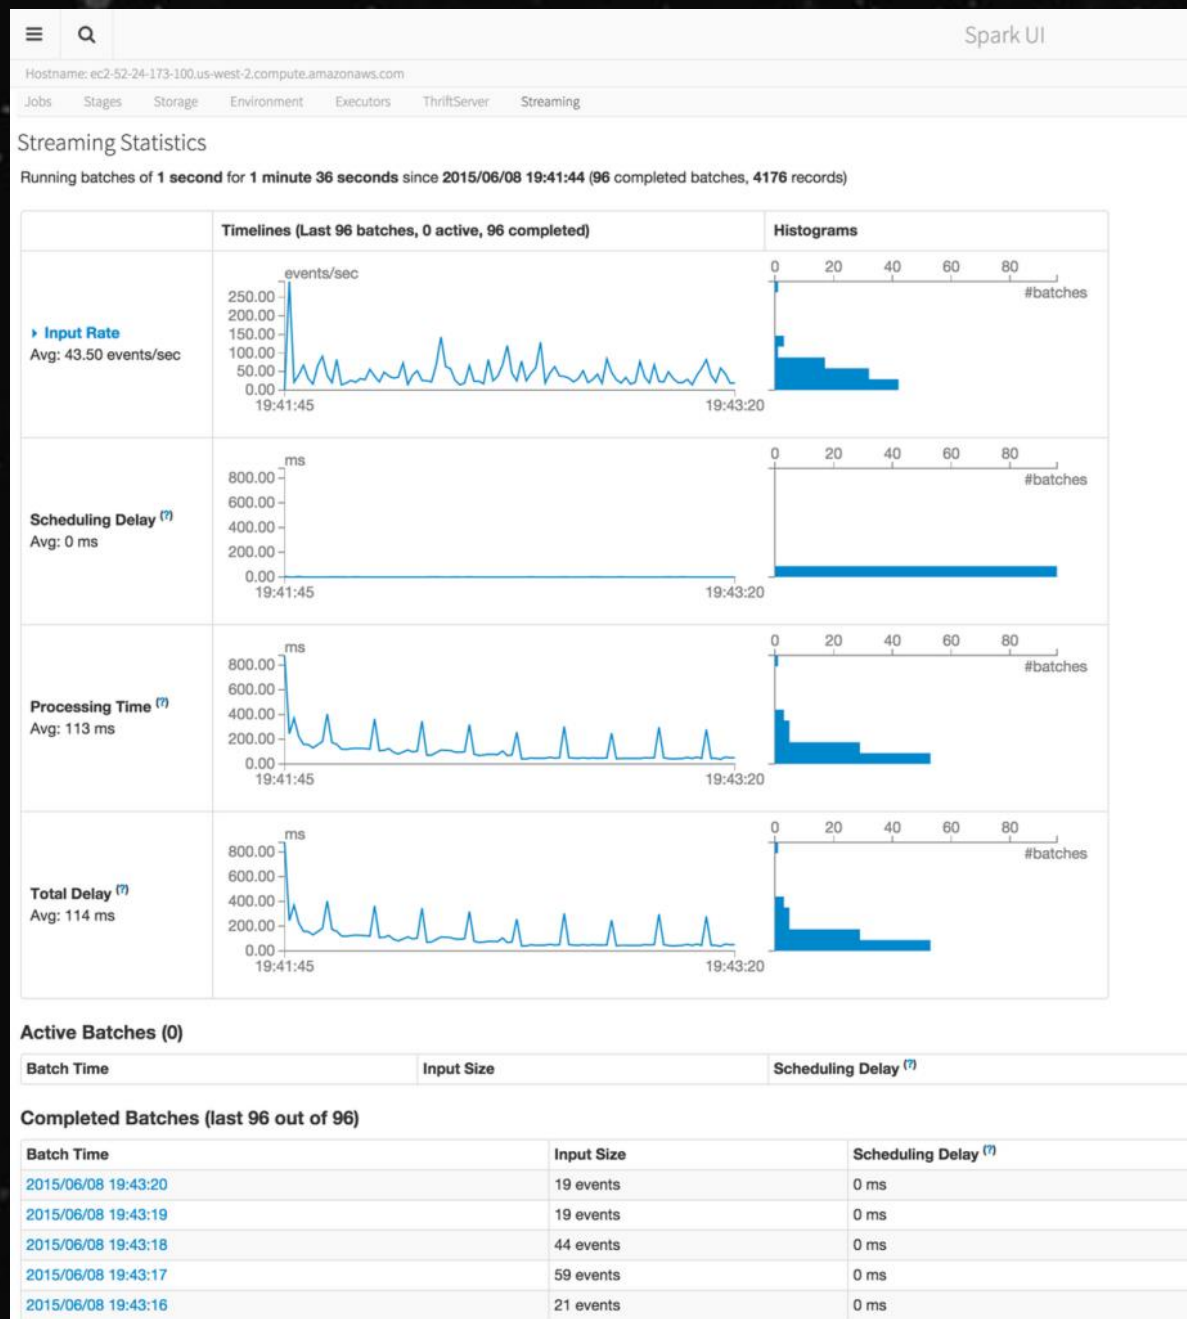 Spark UI
Hostname: ec2-52-24-173-100.us-west-2.compute.amazonaws.com
Jobs Stages Storage Environment Executors ThriftServer Streaming
Streaming Statistics
Running batches of 1 second for 1 minute 36 seconds since 2015/06/08 19:41:44 (96 completed batches, 4176 records)
Timelines (Last 96 batches, 0 active, 96 completed) Histograms
Input Rate
Avg: 43.50 events/sec
events/sec
250.00
200.00
150.00
100.00
50.00
0.00
19:41:45 19:43:20
0 20 40 60 80
#batches
Scheduling Delay (?)
Avg: 0 ms
ms
800.00
600.00
400.00
200.00
0.00
19:41:45 19:43:20
0 20 40 60 80
#batches
Processing Time (?)
Avg: 113 ms
ms
800.00
600.00
400.00
200.00
0.00
19:41:45 19:43:20
0 20 40 60 80
#batches
Total Delay (?)
Avg: 114 ms
ms
800.00
600.00
400.00
200.00
0.00
19:41:45 19:43:20
0 20 40 60 80
#batches
Active Batches (0)
Batch Time Input Size Scheduling Delay (?)
Completed Batches (last 96 out of 96)
Batch Time Input Size Scheduling Delay (?)
2015/06/08 19:43:20 19 events 0 ms
2015/06/08 19:43:19 19 events 0 ms
2015/06/08 19:43:18 44 events 0 ms
2015/06/08 19:43:17 59 events 0 ms
2015/06/08 19:43:16 21 events 0 ms